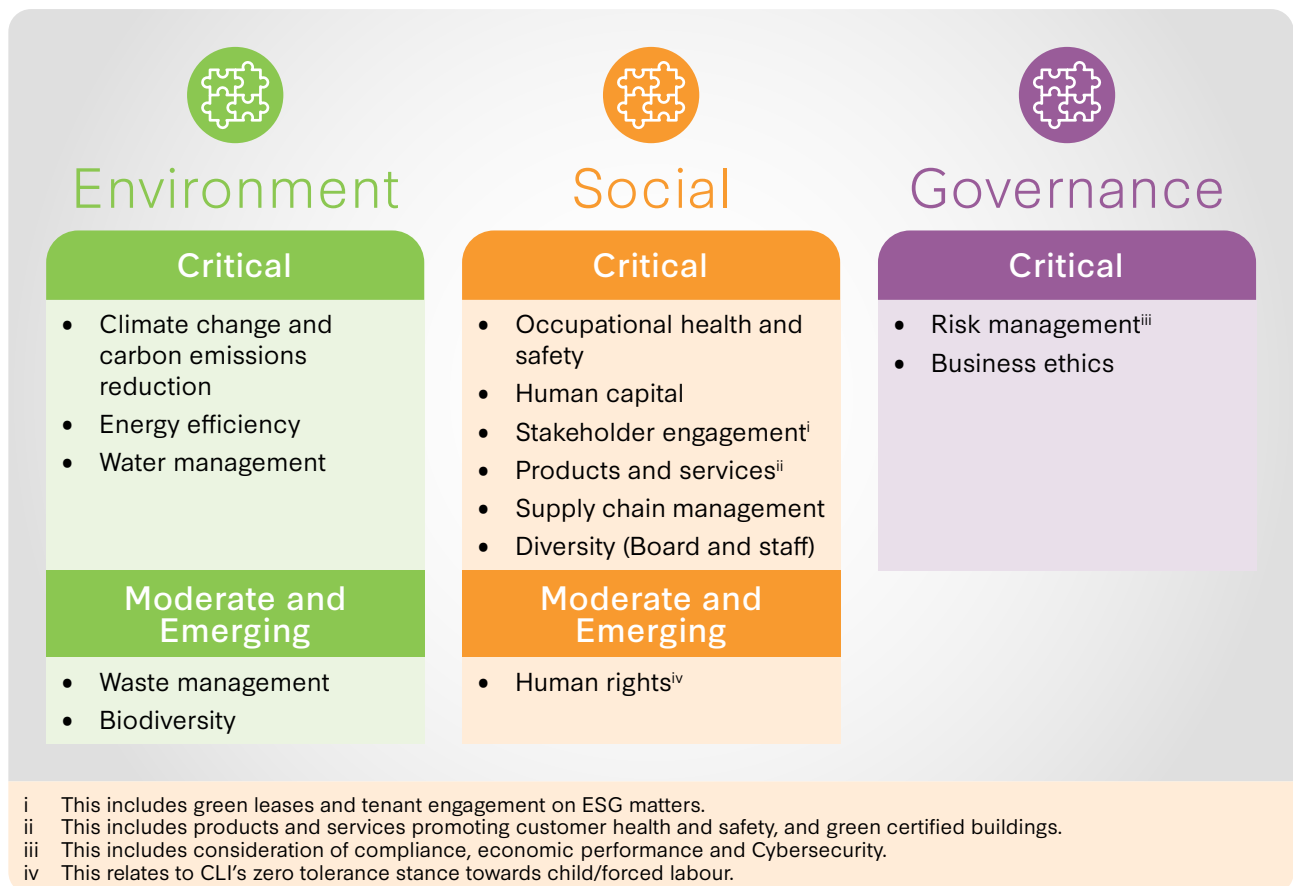 Environment
Critical
• Climate change and
carbon emissions
reduction
• Energy efficiency
• Water management
Moderate and
Emerging
• Waste management
• Biodiversity
Social
Critical
• Occupational health and
safety
• Human capital
• Stakeholder engagementⁱ
• Products and servicesⁱⁱ
• Supply chain management
• Diversity (Board and staff)
Moderate and
Emerging
• Human rightsⁱᵛ
Governance
Critical
• Risk managementⁱⁱⁱ
• Business ethics
i This includes green leases and tenant engagement on ESG matters.
ii This includes products and services promoting customer health and safety, and green certified buildings.
iii This includes consideration of compliance, economic performance and Cybersecurity.
iv This relates to CLI’s zero tolerance stance towards child/forced labour.